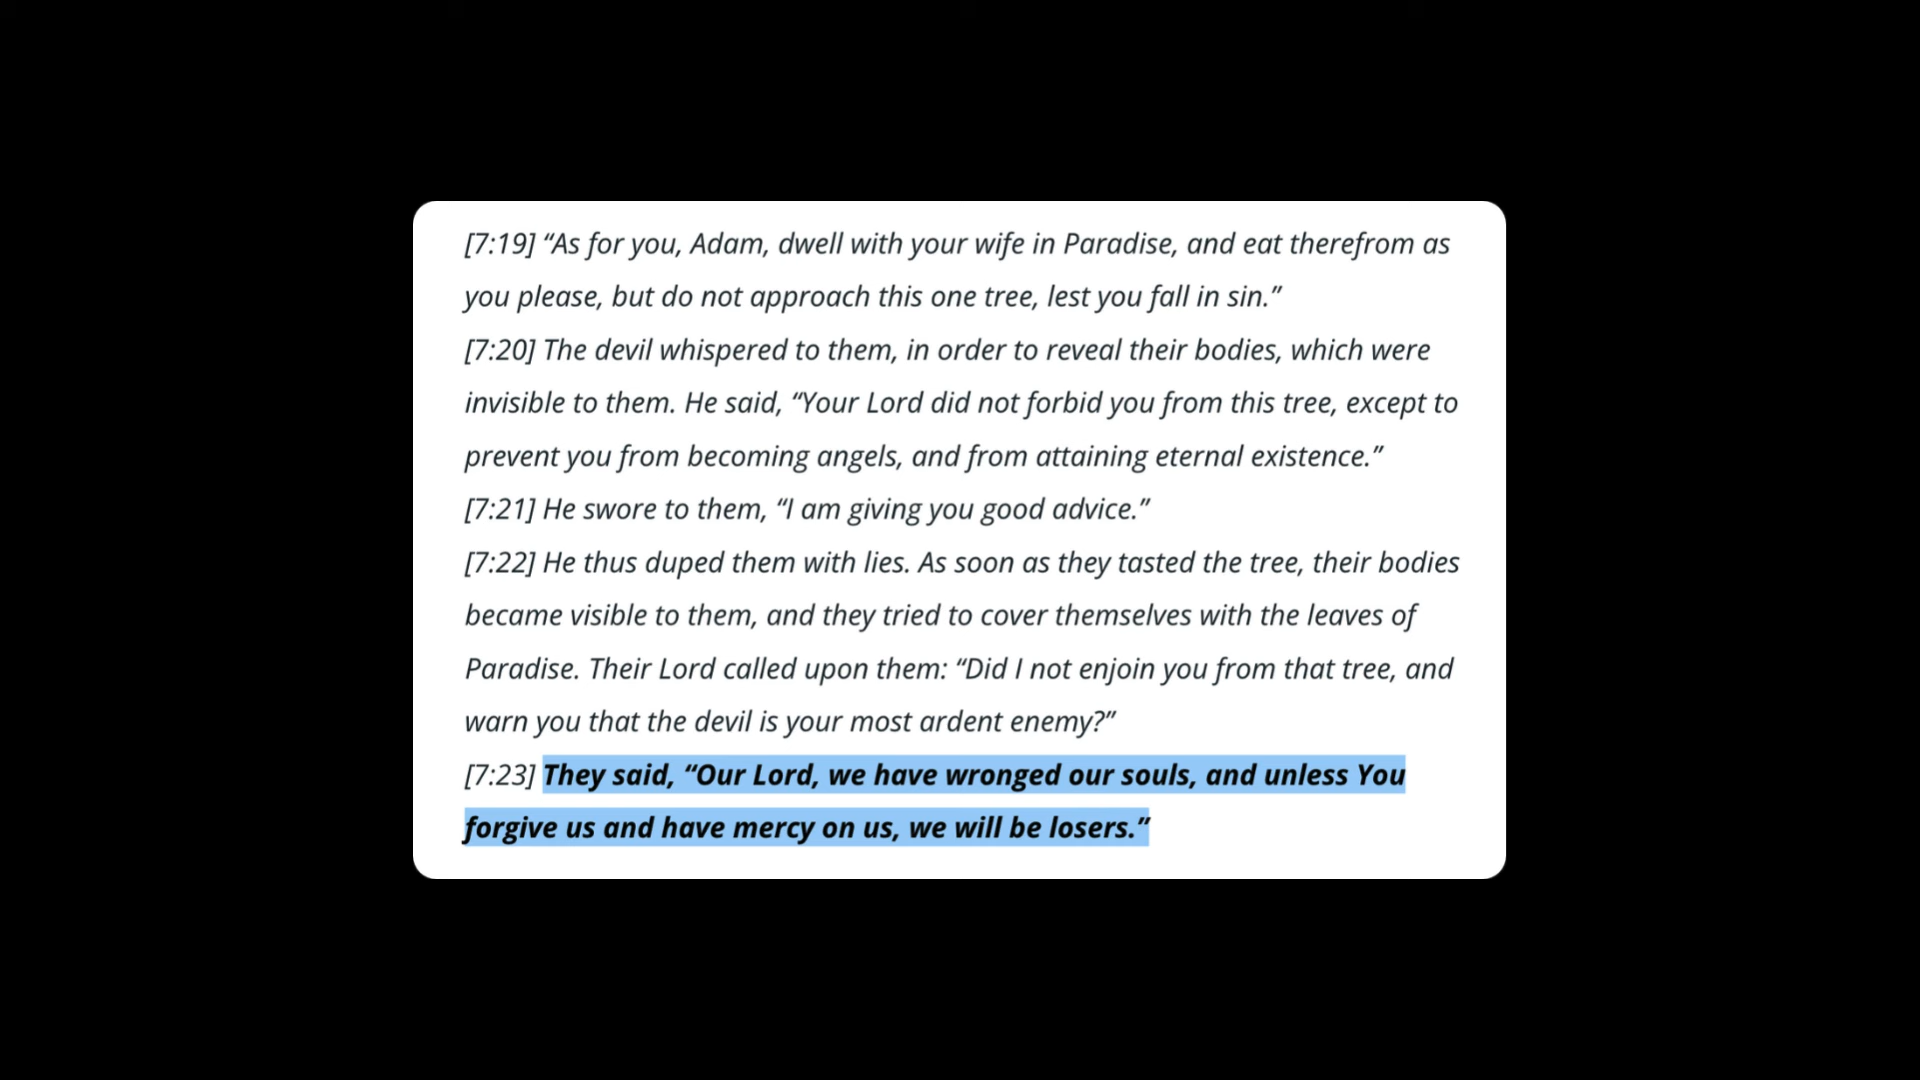 [7:19] “As for you, Adam, dwell with your wife in Paradise, and eat therefrom as
you please, but do not approach this one tree, lest you fall in sin.”
[7:20] The devil whispered to them, in order to reveal their bodies, which were
invisible to them. He said, “Your Lord did not forbid you from this tree, except to
prevent you from becoming angels, and from attaining eternal existence.”
[7:21] He swore to them, “I am giving you good advice.”
[7:22] He thus duped them with lies. As soon as they tasted the tree, their bodies
became visible to them, and they tried to cover themselves with the leaves of
Paradise. Their Lord called upon them: “Did I not enjoin you from that tree, and
warn you that the devil is your most ardent enemy?”
[7:23] They said, “Our Lord, we have wronged our souls, and unless You
forgive us and have mercy on us, we will be losers.”